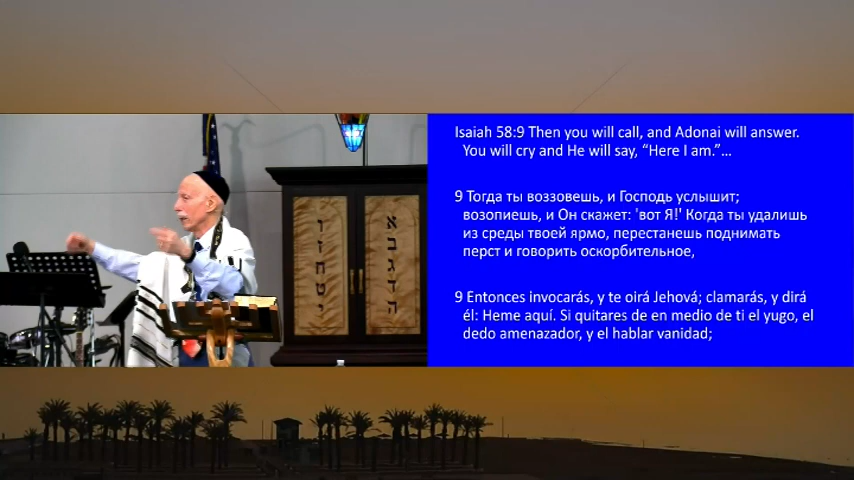 א
ב
ג
ד
ה
ו
ז
ח
ט
י
Isaiah 58:9 Then you will call, and Adonai will answer.
You will cry and He will say, “Here I am.”…
9 Тогда ты воззовешь, и Господь услышит;
возопиешь, и Он скажет: 'вот Я!' Когда ты удалишь
из среды твоей ярмо, перестанешь поднимать
перст и говорить оскорбительное,
9 Entonces invocarás, y te oirá Jehová; clamarás, y dirá
él: Heme aquí. Si quitares de en medio de ti el yugo, el
dedo amenazador, y el hablar vanidad;